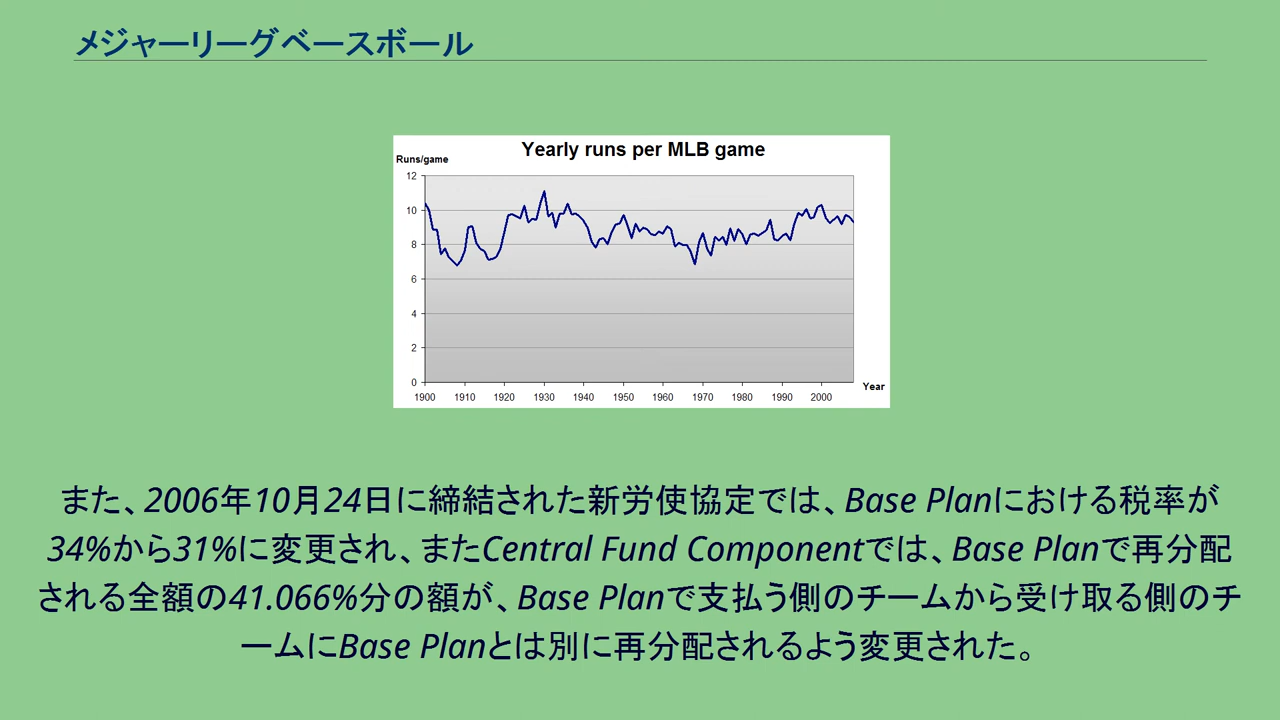 メジャーリーグベースボール
Yearly runs per MLB game
Runs/game
12
10
8
6
4
2
0
Year
1900 1910 1920 1930 1940 1950 1960 1970 1980 1990 2000
また、2006年10月24日に締結された新労使協定では、Base Planにおける税率が
34%から31%に変更され、またCentral Fund Componentでは、Base Planで再分配
される全額の41.066%分の額が、Base Planで支払う側のチームから受け取る側のチ
ームにBase Planとは別に再分配されるよう変更された。